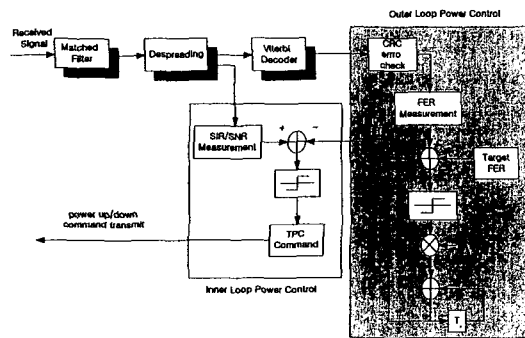 Outer Loop Power Control
Received
Signal
Matched
Filter
Despreading
Viterbi
Decoder
CRC
erro
check
FER
Measurement
SIR/SNR
Measurement
+
−
Target
FER
power up/down
command transmit
TPC
Command
Inner Loop Power Control
T